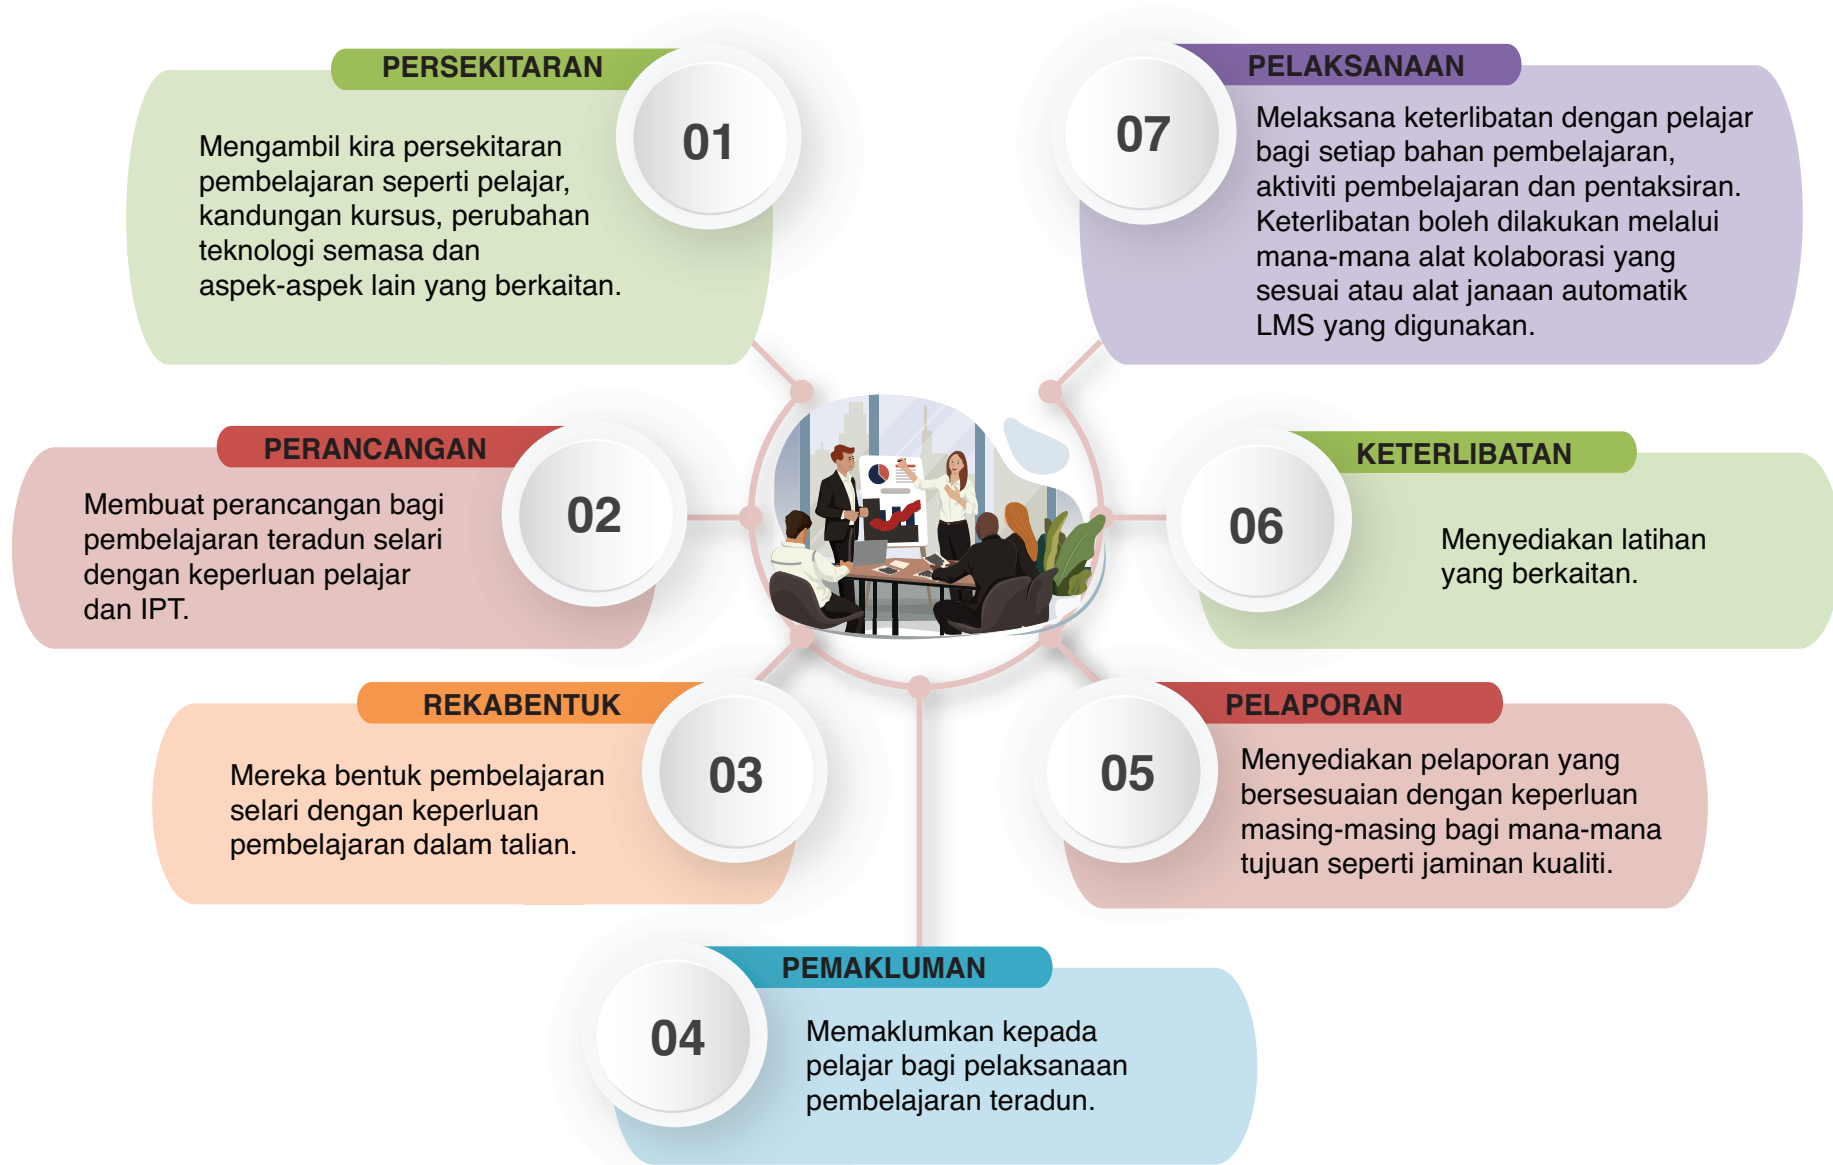 PERSEKITARAN
01
Mengambil kira persekitaran
pembelajaran seperti pelajar,
kandungan kursus, perubahan
teknologi semasa dan
aspek-aspek lain yang berkaitan.
PERANCANGAN
02
Membuat perancangan bagi
pembelajaran teradun selari
dengan keperluan pelajar
dan IPT.
REKABENTUK
03
Mereka bentuk pembelajaran
selari dengan keperluan
pembelajaran dalam talian.
PEMAKLUMAN
04
Memaklumkan kepada
pelajar bagi pelaksanaan
pembelajaran teradun.
PELAPORAN
05
Menyediakan pelaporan yang
bersesuaian dengan keperluan
masing-masing bagi mana-mana
tujuan seperti jaminan kualiti.
KETERLIBATAN
06
Menyediakan latihan
yang berkaitan.
PELAKSANAAN
07
Melaksana keterlibatan dengan pelajar
bagi setiap bahan pembelajaran,
aktiviti pembelajaran dan pentaksiran.
Keterlibatan boleh dilakukan melalui
mana-mana alat kolaborasi yang
sesuai atau alat janaan automatik
LMS yang digunakan.